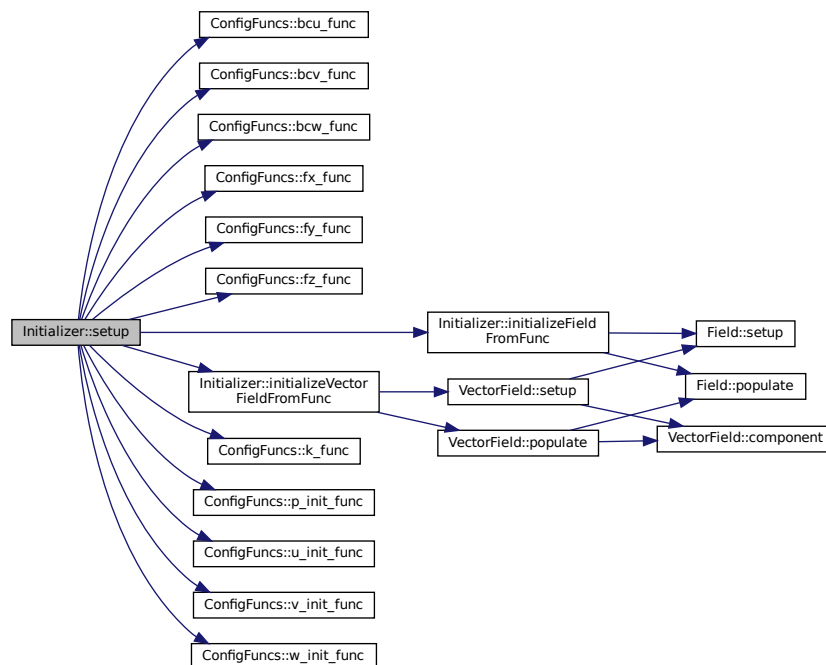 ConfigFuncs::bcu_func
ConfigFuncs::bcv_func
ConfigFuncs::bcw_func
ConfigFuncs::fx_func
ConfigFuncs::fy_func
ConfigFuncs::fz_func
Initializer::setup
Initializer::initializeField
FromFunc
Field::setup
Initializer::initializeVector
FieldFromFunc
VectorField::setup
Field::populate
VectorField::populate
VectorField::component
ConfigFuncs::k_func
ConfigFuncs::p_init_func
ConfigFuncs::u_init_func
ConfigFuncs::v_init_func
ConfigFuncs::w_init_func